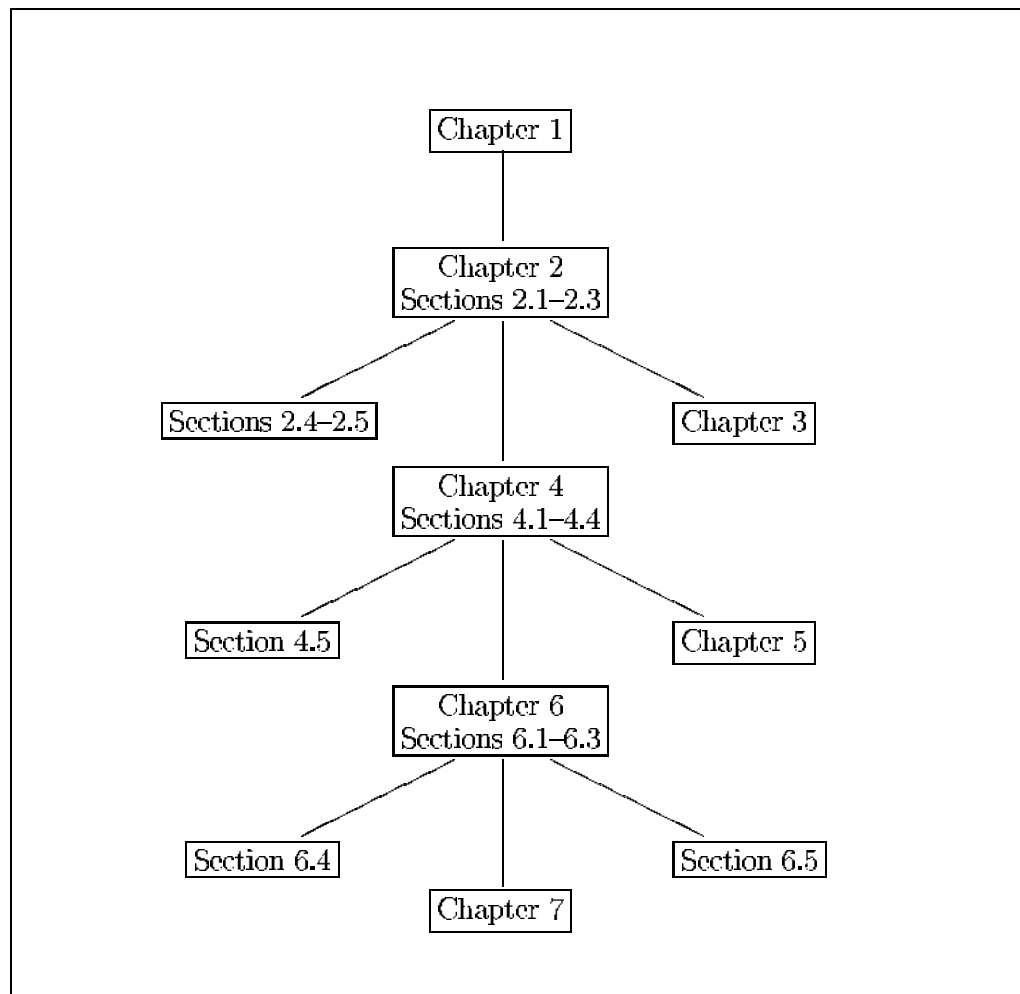 Chapter 1
Chapter 2
Sections 2.1–2.3
Sections 2.4–2.5
Chapter 3
Chapter 4
Sections 4.1–4.4
Section 4.5
Chapter 5
Chapter 6
Sections 6.1–6.3
Section 6.4
Section 6.5
Chapter 7